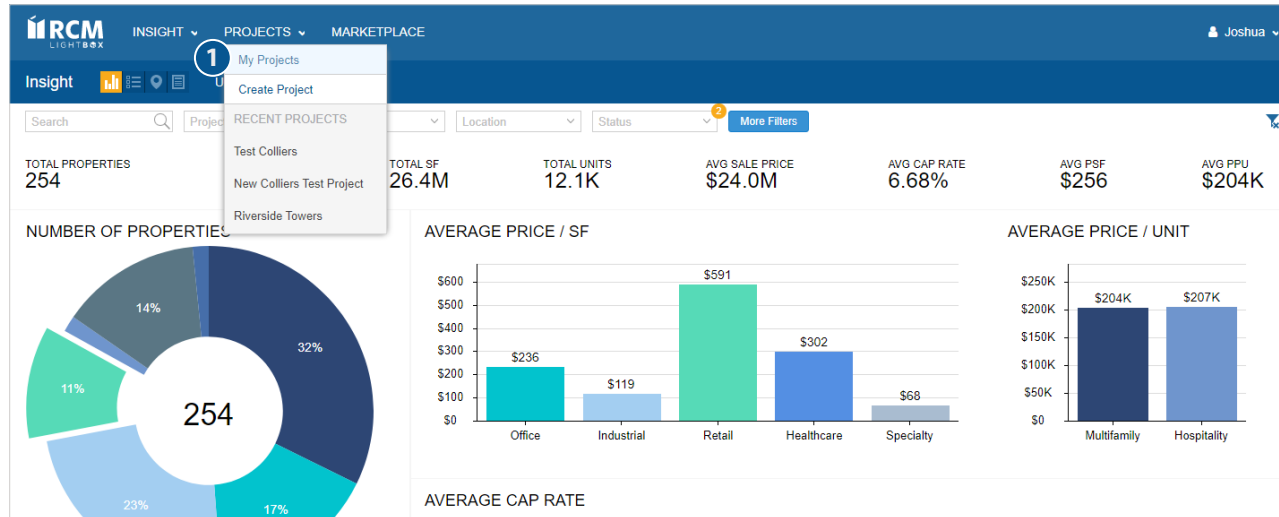 RCM
LIGHTBOX
INSIGHT
PROJECTS
MARKETPLACE
Joshua
1
My Projects
Create Project
RECENT PROJECTS
Test Colliers
New Colliers Test Project
Riverside Towers
Insight
U
Search
Projec
Location
Status
2
More Filters
TOTAL PROPERTIES
254
TOTAL SF
26.4M
TOTAL UNITS
12.1K
AVG SALE PRICE
$24.0M
AVG CAP RATE
6.68%
AVG PSF
$256
AVG PPU
$204K
NUMBER OF PROPERTIES
14%
32%
11%
254
23%
17%
AVERAGE PRICE / SF
$600
$500
$400
$300
$200
$100
$0
$236
$119
$591
$302
$68
Office
Industrial
Retail
Healthcare
Specialty
AVERAGE PRICE / UNIT
$250K
$200K
$150K
$100K
$50K
$0
$204K
$207K
Multifamily
Hospitality
AVERAGE CAP RATE